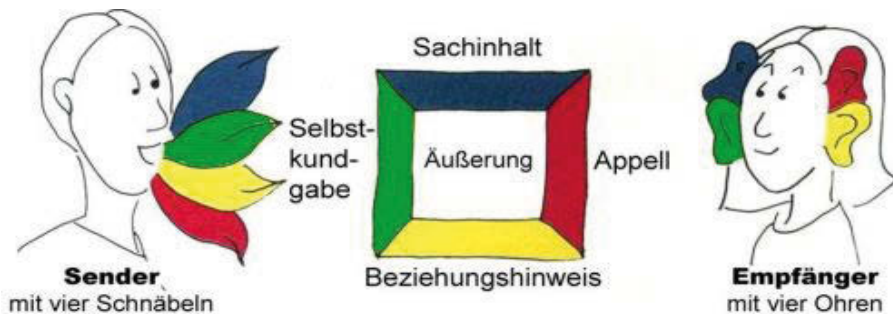 Sachinhalt
Selbst-
kund-
gabe
Äußerung
Appell
Beziehungshinweis
Sender
mit vier Schnäbeln
Empfänger
mit vier Ohren